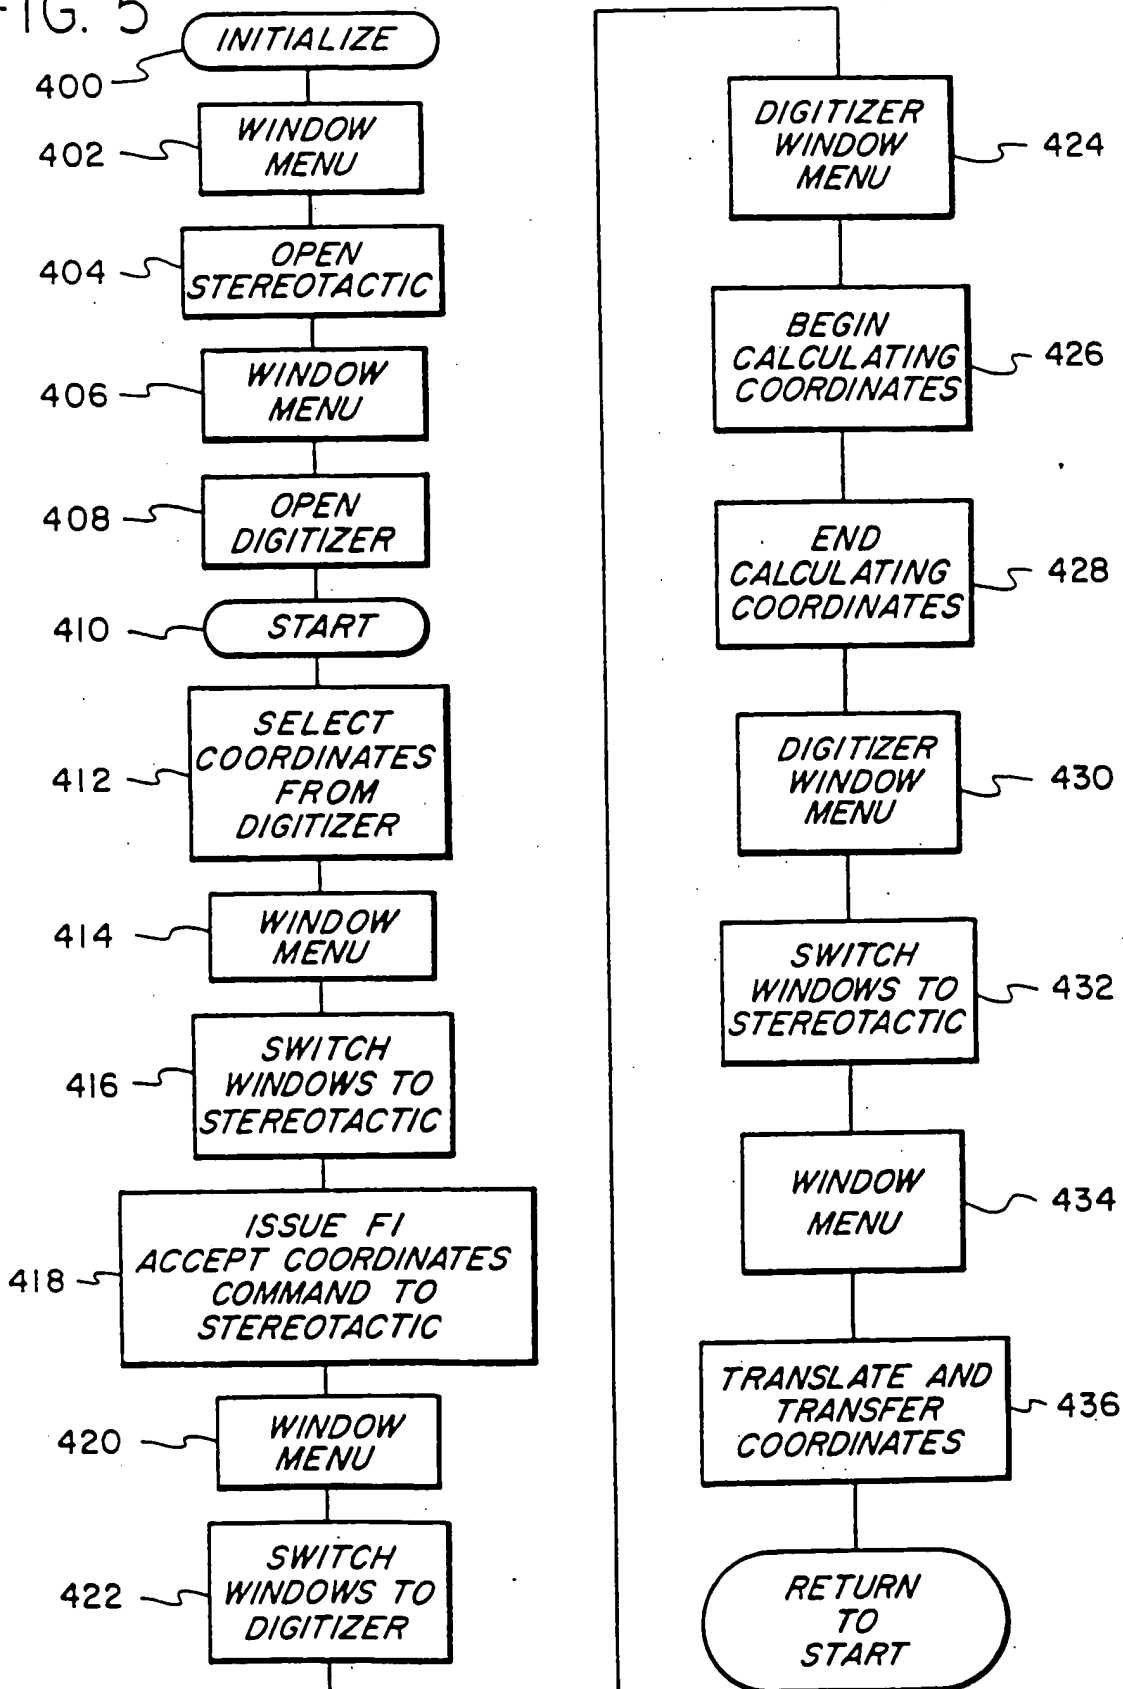 FIG. 5
INITIALIZE
400
WINDOW
MENU
402
OPEN
STEREOTACTIC
404
WINDOW
MENU
406
OPEN
DIGITIZER
408
START
410
SELECT
COORDINATES
FROM
DIGITIZER
412
WINDOW
MENU
414
SWITCH
WINDOWS TO
STEREOTACTIC
416
ISSUE F1
ACCEPT COORDINATES
COMMAND TO
STEREOTACTIC
418
WINDOW
MENU
420
SWITCH
WINDOWS TO
DIGITIZER
422
DIGITIZER
WINDOW
MENU
424
BEGIN
CALCULATING
COORDINATES
426
END
CALCULATING
COORDINATES
428
DIGITIZER
WINDOW
MENU
430
SWITCH
WINDOWS TO
STEREOTACTIC
432
WINDOW
MENU
434
TRANSLATE AND
TRANSFER
COORDINATES
436
RETURN
TO
START